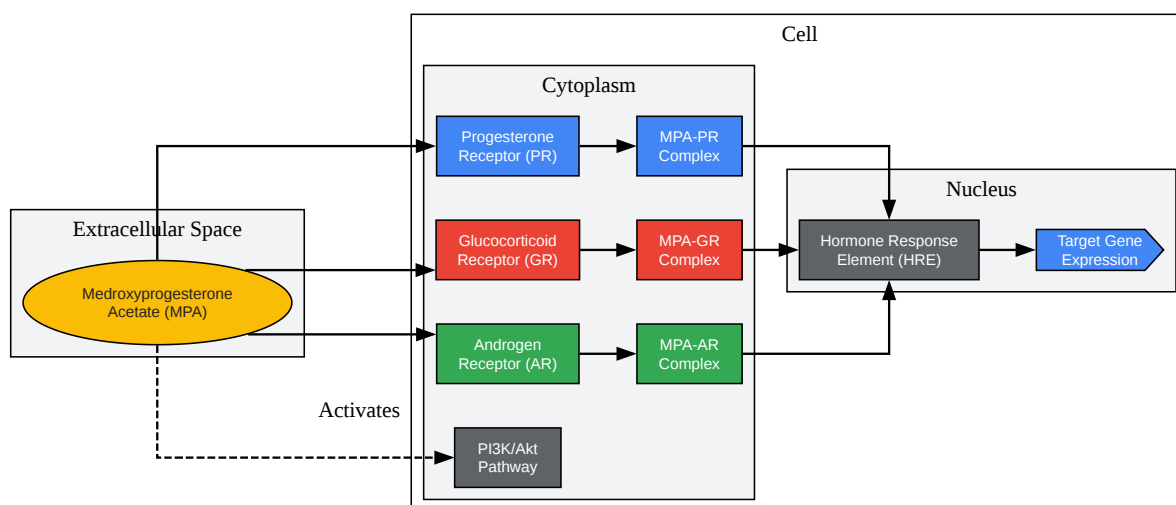 Cell
Cytoplasm
Progesterone
Receptor (PR)
MPA-PR
Complex
Nucleus
Extracellular Space
Glucocorticoid
Receptor (GR)
MPA-GR
Complex
Hormone Response
Element (HRE)
Target Gene
Expression
Medroxyprogesterone
Acetate (MPA)
Androgen
Receptor (AR)
MPA-AR
Complex
Activates
PI3K/Akt
Pathway